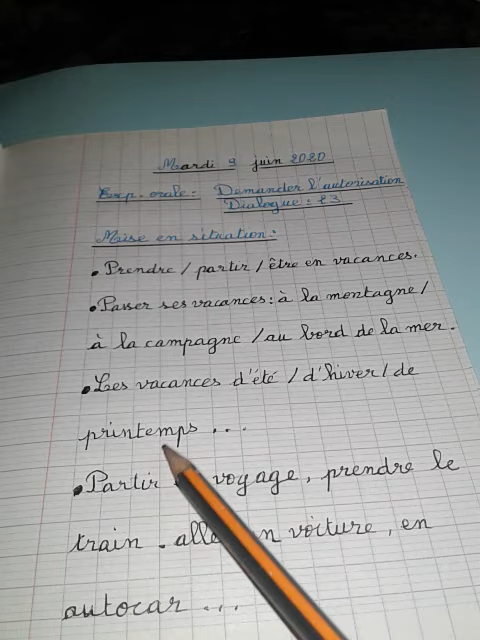 Mardi 9 juin 2020
Exp. orale : Demander l'autorisation
Dialogue : 23
Mise en situation :
• Prendre / partir / être en vacances.
• Passer ses vacances : à la montagne /
à la campagne / au bord de la mer.
• Les vacances d'été / d'hiver / de
printemps ...
• Partir voyage, prendre le
train. voiture, en
autocar ...